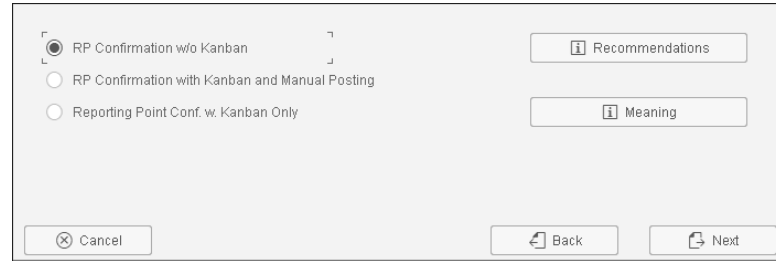 RP Confirmation w/o Kanban
Recommendations
RP Confirmation with Kanban and Manual Posting
Reporting Point Conf. w. Kanban Only
Meaning
Cancel
Back
Next